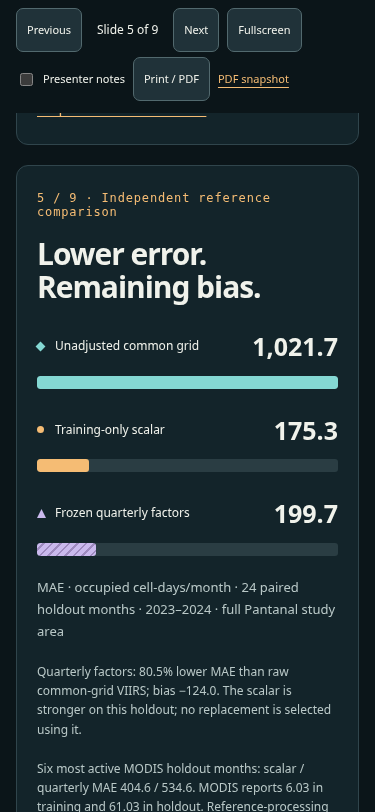 Previous
Slide 5 of 9
Next
Fullscreen
Presenter notes
Print / PDF
PDF snapshot
5 / 9 · Independent reference
comparison
Lower error.
Remaining bias.
Unadjusted common grid
1,021.7
Training-only scalar
175.3
Frozen quarterly factors
199.7
MAE · occupied cell-days/month · 24 paired
holdout months · 2023–2024 · full Pantanal study
area
Quarterly factors: 80.5% lower MAE than raw
common-grid VIIRS; bias −124.0. The scalar is
stronger on this holdout; no replacement is selected
using it.
Six most active MODIS holdout months: scalar /
quarterly MAE 404.6 / 534.6. MODIS reports 6.03 in
training and 61.03 in holdout. Reference-processing